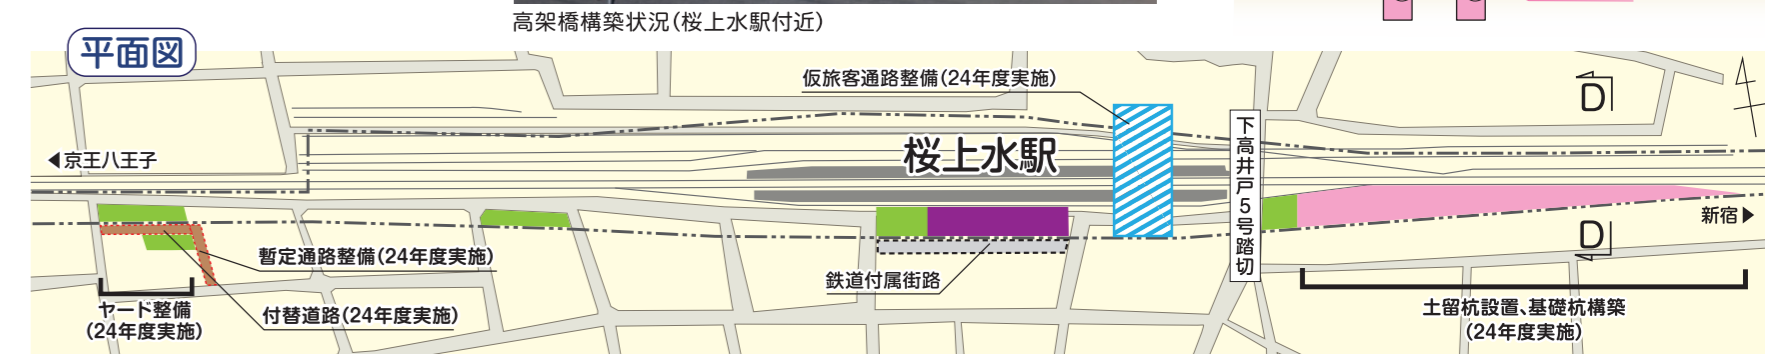 高架橋構築状況(桜上水駅付近)
平面図
仮旅客通路整備(24年度実施)
D
下高井戸5号踏切
桜上水駅
◀京王八王子
新宿▶
D
暫定通路整備(24年度実施)
鉄道付属街路
ヤード整備
(24年度実施)
付替道路(24年度実施)
土留杭設置、基礎杭構築
(24年度実施)